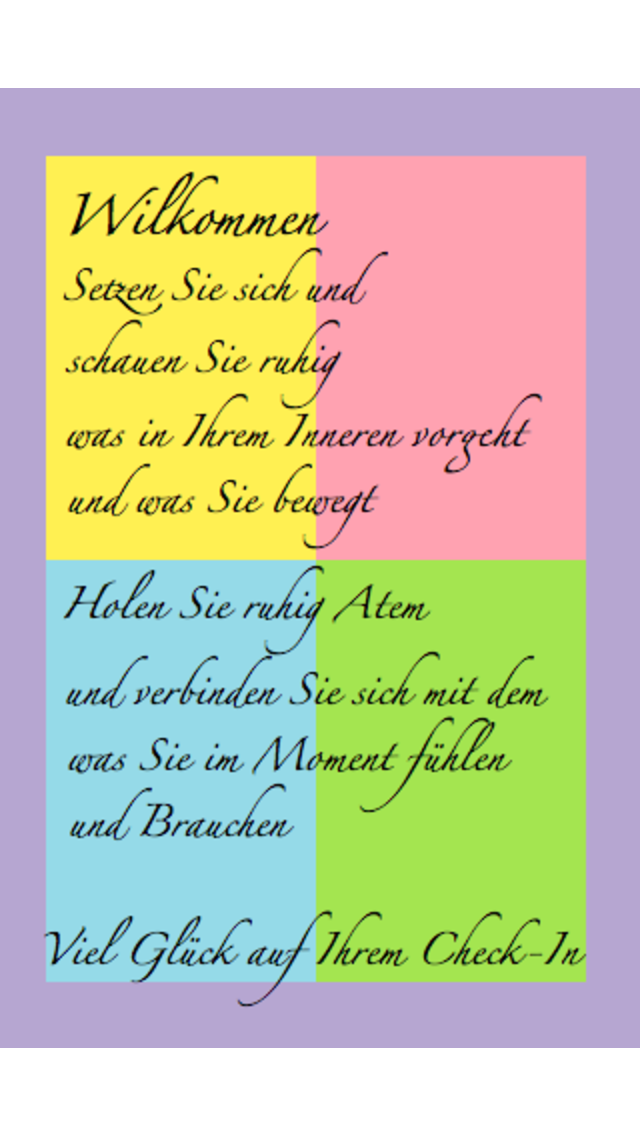 Wilkommen
Setzen Sie sich und
schauen Sie ruhig
was in Ihrem Inneren vorgeht
und was Sie bewegt
Holen Sie ruhig Atem
und verbinden Sie sich mit dem
was Sie im Moment fühlen
und Brauchen
Viel Glück auf Ihrem Check-In